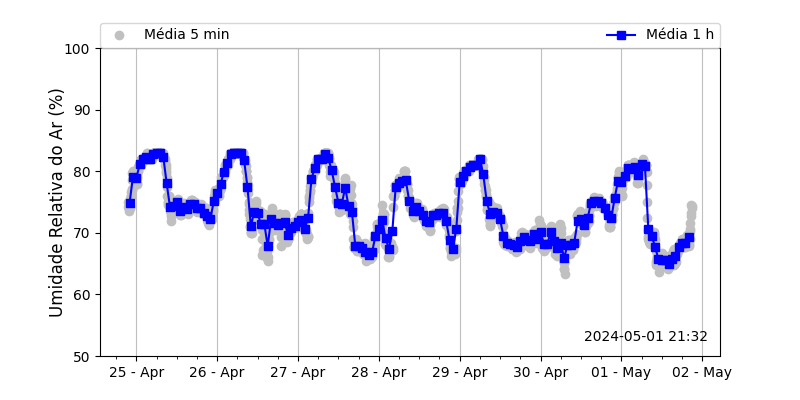 Média 5 min
Média 1 h
Umidade Relativa do Ar (%)
100
90
80
70
60
50
2024-05-01 21:32
25 - Apr
26 - Apr
27 - Apr
28 - Apr
29 - Apr
30 - Apr
01 - May
02 - May